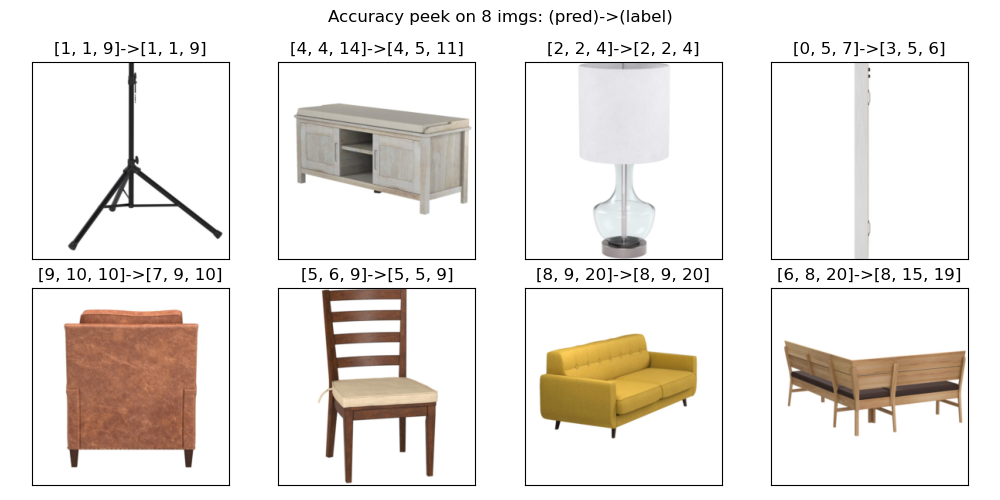 Accuracy peek on 8 imgs: (pred)->(label)
[1, 1, 9]->[1, 1, 9]
[4, 4, 14]->[4, 5, 11]
[2, 2, 4]->[2, 2, 4]
[0, 5, 7]->[3, 5, 6]
[9, 10, 10]->[7, 9, 10]
[5, 6, 9]->[5, 5, 9]
[8, 9, 20]->[8, 9, 20]
[6, 8, 20]->[8, 15, 19]